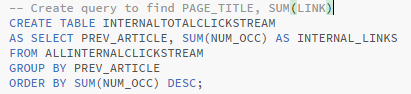 -- Create query to find PAGE_TITLE, SUM(LINK)
CREATE TABLE INTERNALTOTALCLICKSTREAM
AS SELECT PREV_ARTICLE, SUM(NUM_OCC) AS INTERNAL_LINKS
FROM ALLINTERNALCLICKSTREAM
GROUP BY PREV_ARTICLE
ORDER BY SUM(NUM_OCC) DESC;